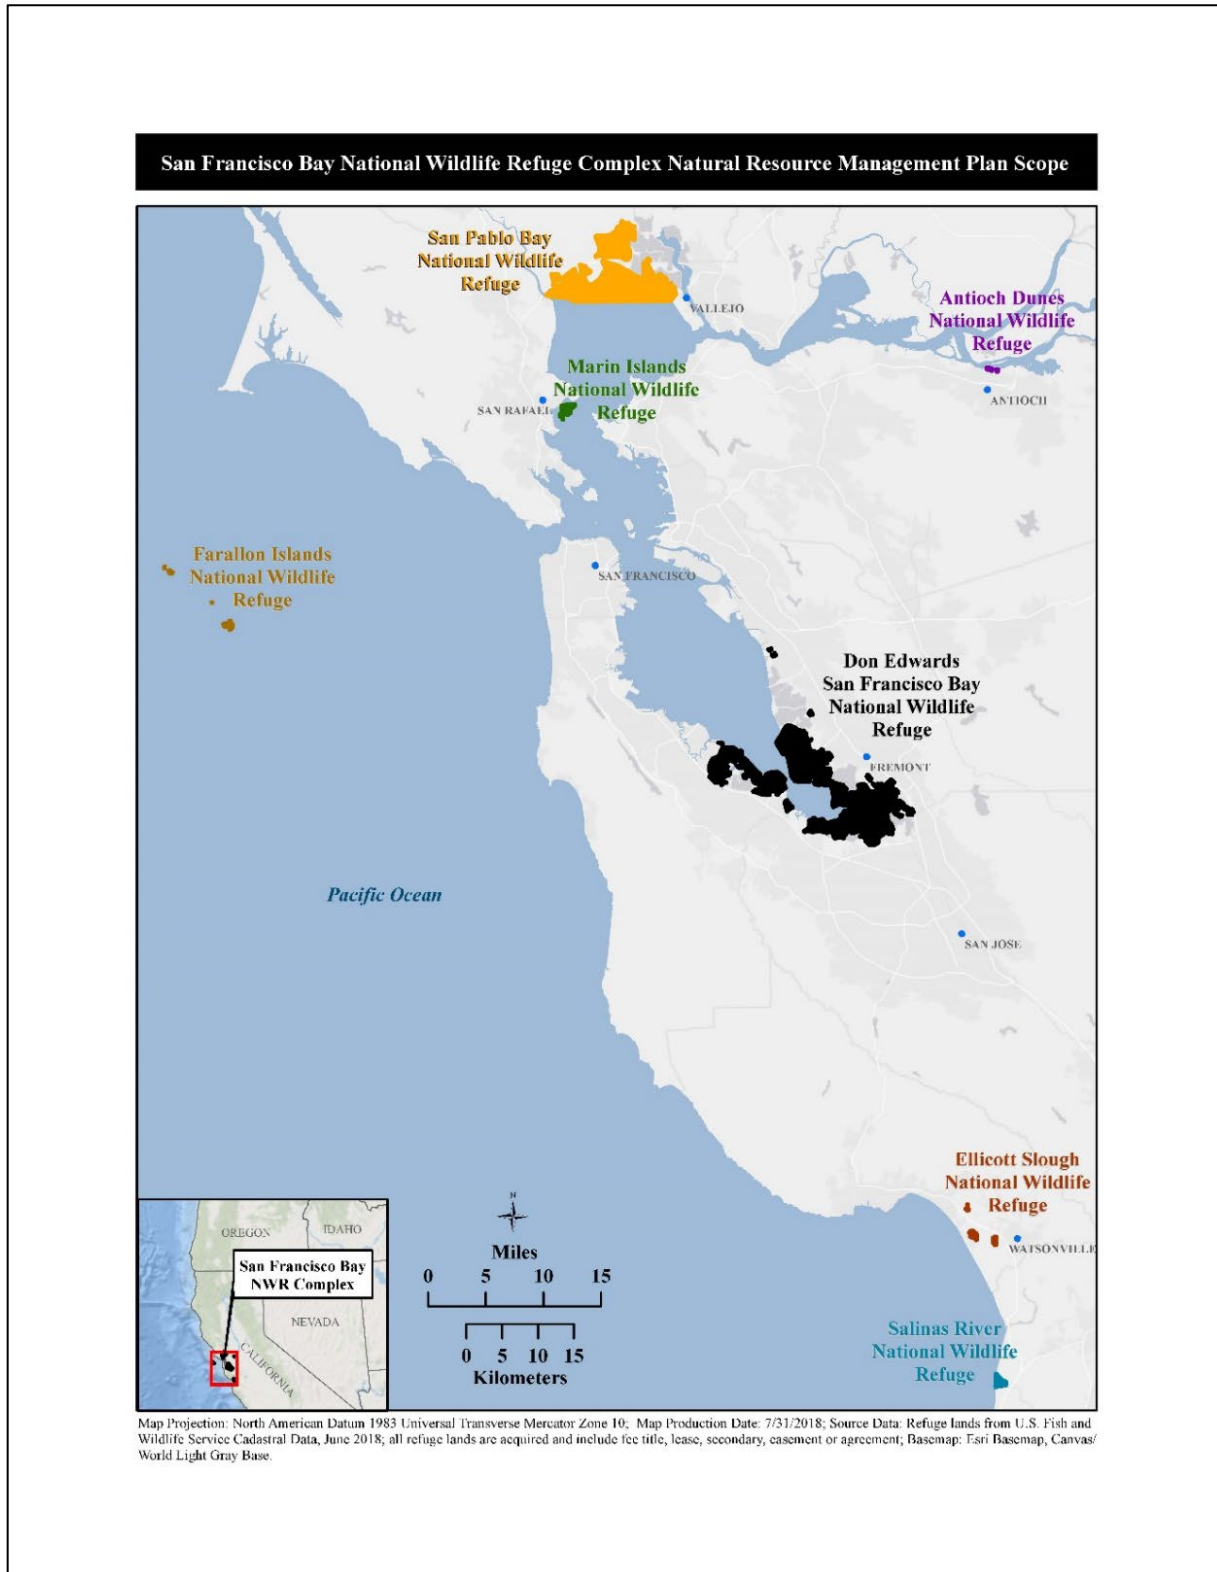 San Francisco Bay National Wildlife Refuge Complex Natural Resource Management Plan Scope
San Pablo Bay
National Wildlife
Refuge
VALLEJO
Antioch Dunes
National Wildlife
Refuge
ANTIOCH
Marin Islands
National Wildlife
Refuge
SAN RAFAEL
Farallon Islands
National Wildlife
Refuge
SAN FRANCISCO
Don Edwards
San Francisco Bay
National Wildlife
Refuge
FREMONT
Pacific Ocean
SAN JOSE
Ellicott Slough
National Wildlife
Refuge
WATSONVILLE
Salinas River
National Wildlife
Refuge
N
Miles
0 5 10 15
0 5 10 15
Kilometers
OREGON
IDAHO
San Francisco Bay
NWR Complex
NEVADA
CALIFORNIA
Map Projection: North American Datum 1983 Universal Transverse Mercator Zone 10; Map Production Date: 7/31/2018; Source Data: Refuge lands from U.S. Fish and
Wildlife Service Cadastral Data, June 2018; all refuge lands are acquired and include fee title, lease, secondary, easement or agreement; Basemap: Esri Basemap, Canvas/
World Light Gray Base.